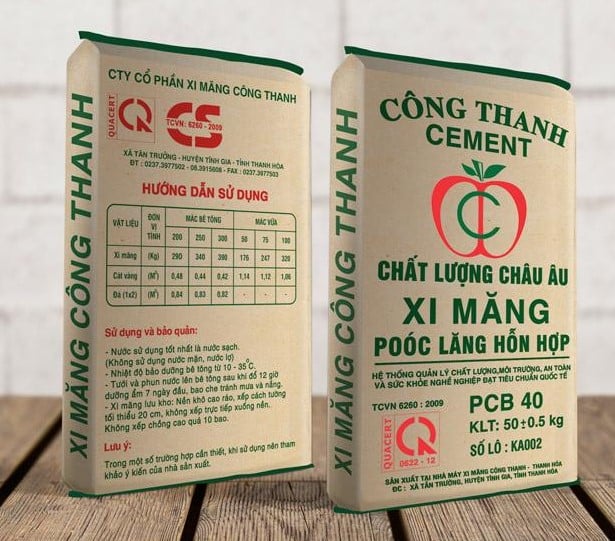 XI MĂNG CÔNG THANH
CTY CỔ PHẦN XI MĂNG CÔNG THANH
QUACERT
CS
TCVN: 6260 - 2009
XÃ TÂN TRƯỜNG - HUYỆN TĨNH GIA - TỈNH THANH HÓA
ĐT : 0237.3977502 - 08.3915608 - FAX : 0237.3977503
HƯỚNG DẪN SỬ DỤNG
VẬT LIỆU ĐƠN VỊ TÍNH MÁC BÊ TÔNG MÁC VỮA
200 250 300 50 75 100
Xi măng (Kg) 290 340 390 176 247 320
Cát vàng (M³) 0,48 0,44 0,42 1,14 1,12 1,06
Đá (1x2) (M³) 0,84 0,83 0,82 - - -
Sử dụng và bảo quản:
- Nước sử dụng tốt nhất là nước sạch.
(Không sử dụng nước mặn, nước lợ)
- Nhiệt độ bảo dưỡng bê tông từ 10 - 35°C.
- Tưới và phun nước lên bê tông sau khi đổ 12 giờ
dưỡng ẩm 7 ngày đầu, bao che tránh mưa và nắng.
- Xi măng lưu kho: Nền khô cao ráo, xếp cách tường
tối thiểu 20 cm, không xếp trực tiếp xuống nền.
Không xếp chồng cao quá 10 bao.
Lưu ý:
Trong một số trường hợp cần thiết, khi sử dụng nên tham
khảo ý kiến của nhà sản xuất.
XI MĂNG CÔNG THANH
CÔNG THANH
CEMENT
CHẤT LƯỢNG CHÂU ÂU
XI MĂNG
POÓC LĂNG HỖN HỢP
HỆ THỐNG QUẢN LÝ CHẤT LƯỢNG,MÔI TRƯỜNG, AN TOÀN
VÀ SỨC KHỎE NGHỀ NGHIỆP ĐẠT TIÊU CHUẨN QUỐC TẾ
TCVN 6260 : 2009
QUACERT
0622 - 12
PCB 40
KLT: 50±0.5 kg
SỐ LÔ : KA002
SẢN XUẤT TẠI NHÀ MÁY XI MĂNG CÔNG THANH - THANH HÓA
ĐC : XÃ TÂN TRƯỜNG, HUYỆN TĨNH GIA, TỈNH THANH HÓA